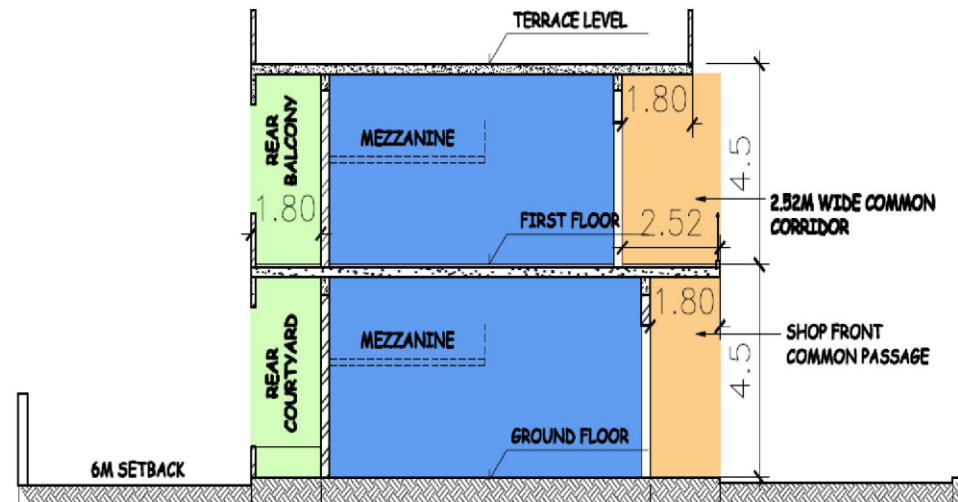 TERRACE LEVEL
1.80
REAR
BALCONY
MEZZANINE
4.5
1.80
FIRST FLOOR
2.52
2.52M WIDE COMMON
CORRIDOR
1.80
REAR
COURTYARD
MEZZANINE
SHOP FRONT
COMMON PASSAGE
4.5
GROUND FLOOR
6M SETBACK